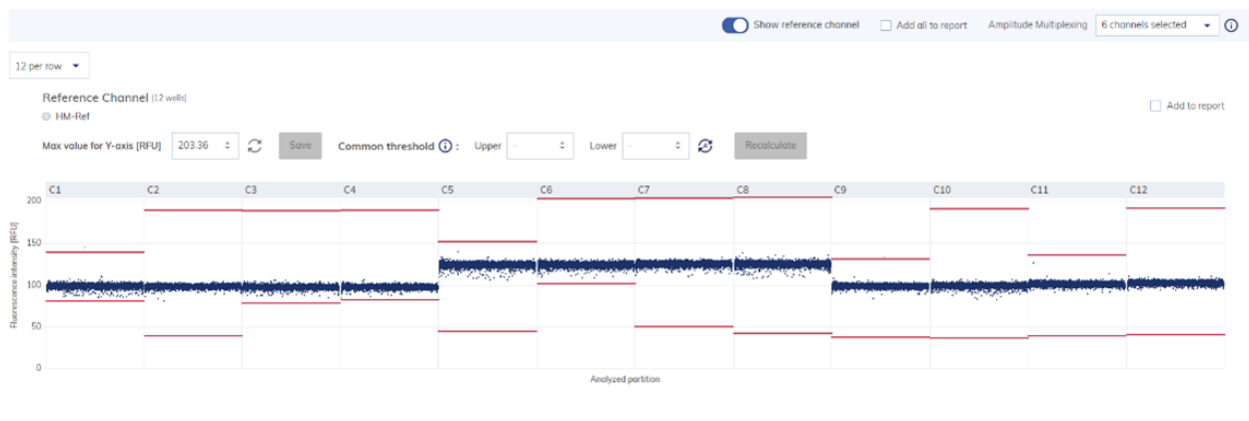 Show reference channel Add all to report Amplitude Multiplexing 6 channels selected
12 per row
Reference Channel (12 wells)
Add to report
HM-Ref
Max value for Y-axis [RFU] 203.36 Save Common threshold : Upper - Lower - Recalculate
C1 C2 C3 C4 C5 C6 C7 C8 C9 C10 C11 C12
200
150
100
50
0
Fluorescence intensity [RFU]
Analyzed partition